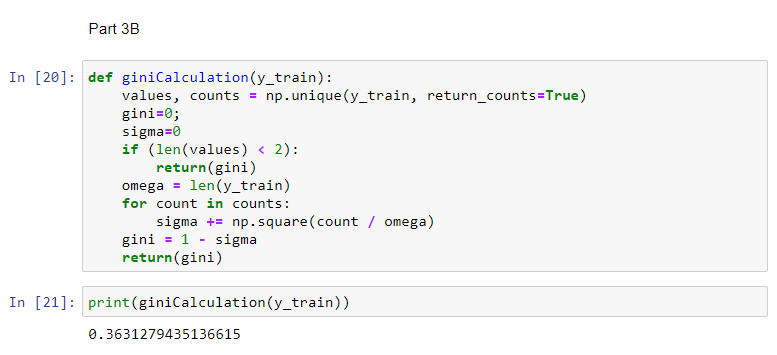 Part 3B
In [20]: def giniCalculation(y_train):
    values, counts = np.unique(y_train, return_counts=True)
    gini=0;
    sigma=0
    if (len(values) < 2):
        return(gini)
    omega = len(y_train)
    for count in counts:
        sigma += np.square(count / omega)
    gini = 1 - sigma
    return(gini)
In [21]: print(giniCalculation(y_train))
0.3631279435136615